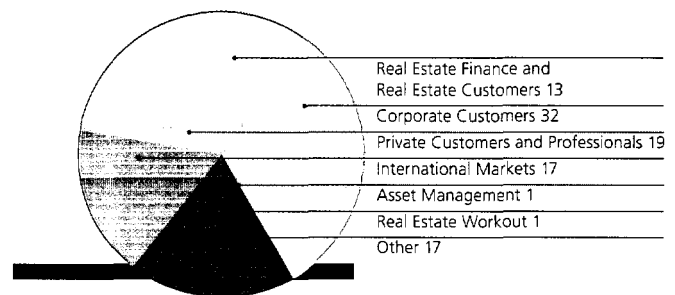 Real Estate Finance and
Real Estate Customers 13
Corporate Customers 32
Private Customers and Professionals 19
International Markets 17
Asset Management 1
Real Estate Workout 1
Other 17